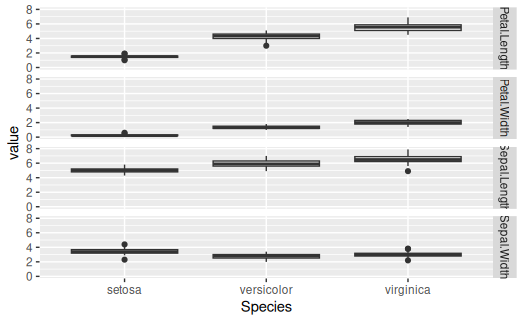 8
6
4
2
0
Petal.Length
8
6
4
2
0
Petal.Width
8
6
4
2
0
Sepal.Length
8
6
4
2
0
Sepal.Width
value
setosa versicolor virginica
Species